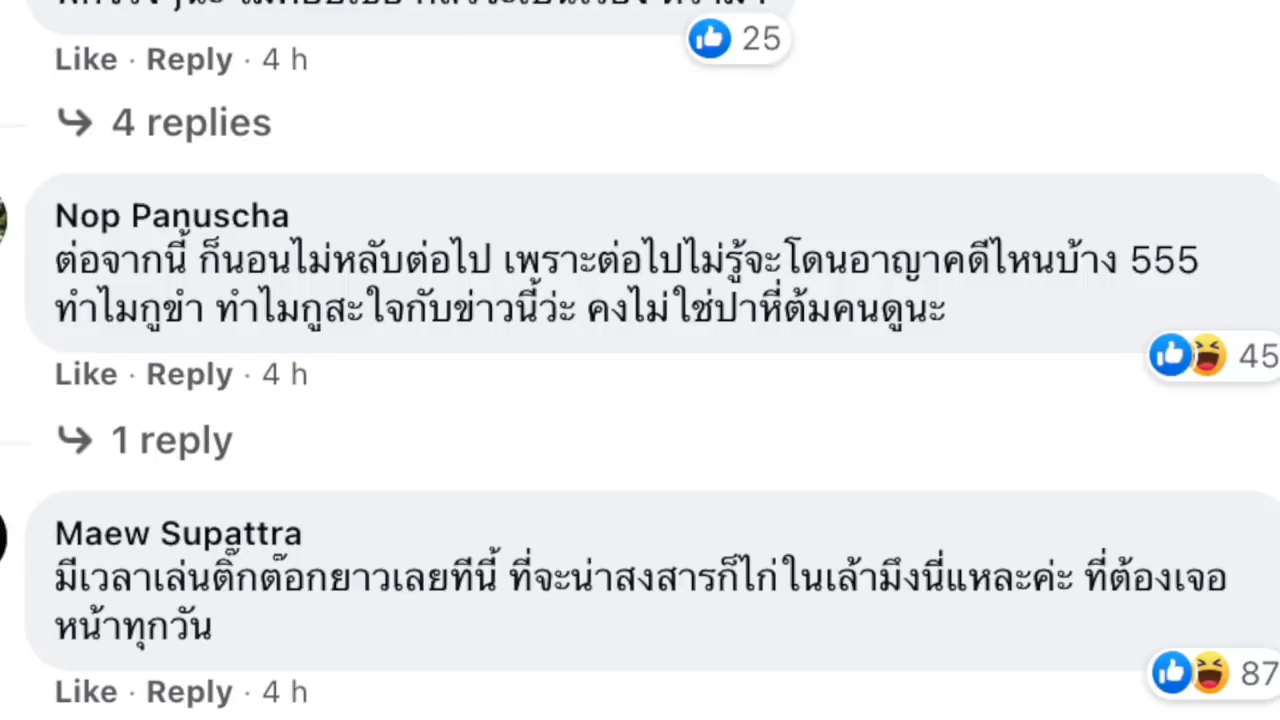 25
Like · Reply · 4 h
4 replies
Nop Panuscha
ต่อจากนี้ ก็นอนไม่หลับต่อไป เพราะต่อไปไม่รู้จะโดนอาญาคดีไหนบ้าง 555
ทำไมกูขำ ทำไมกูสะใจกับข่าวนี้ว่ะ คงไม่ใช่ปาหี่ต้มคนดูนะ
45
Like · Reply · 4 h
1 reply
Maew Supattra
มีเวลาเล่นติ๊กต๊อกยาวเลยทีนี้ ที่จะน่าสงสารก็ไก่ในเล้ามึงนี่แหละค่ะ ที่ต้องเจอ
หน้าทุกวัน
87
Like · Reply · 4 h